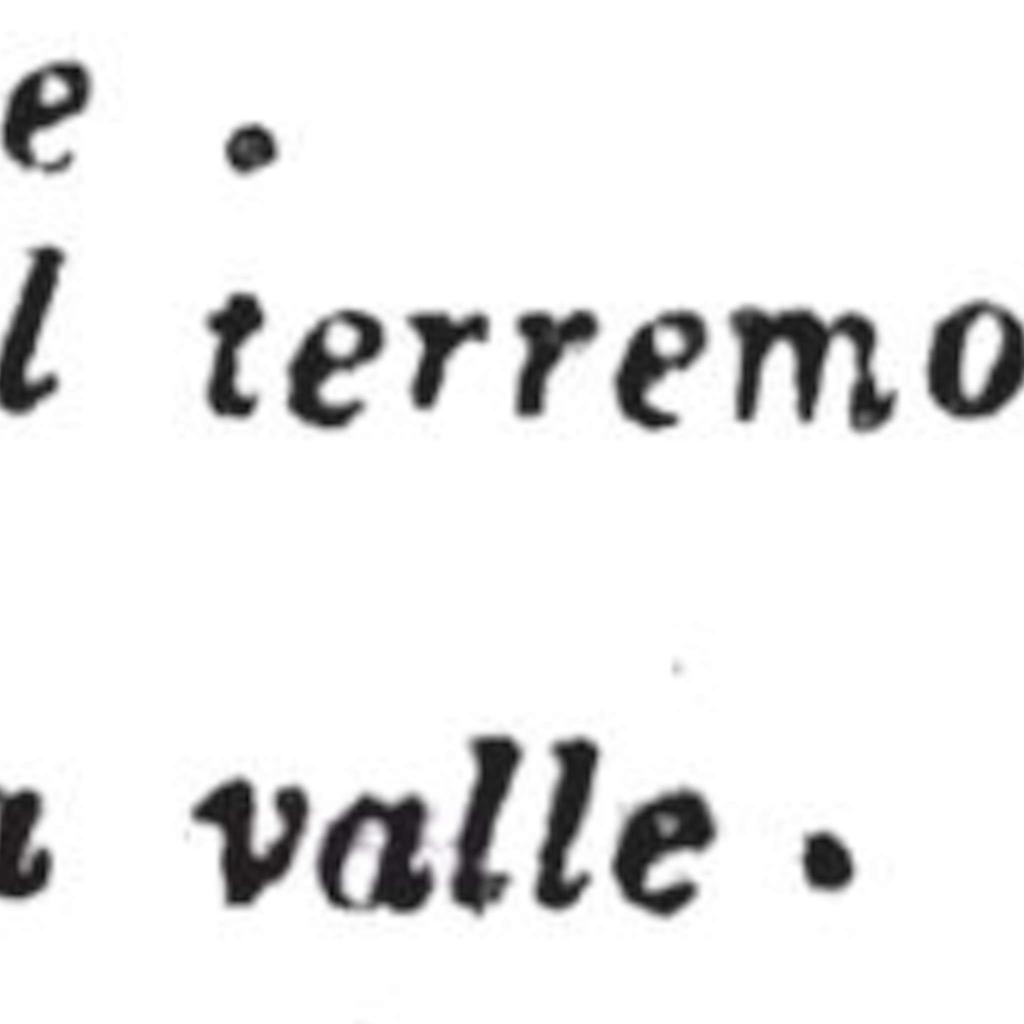 e .
l terremo
a valle .